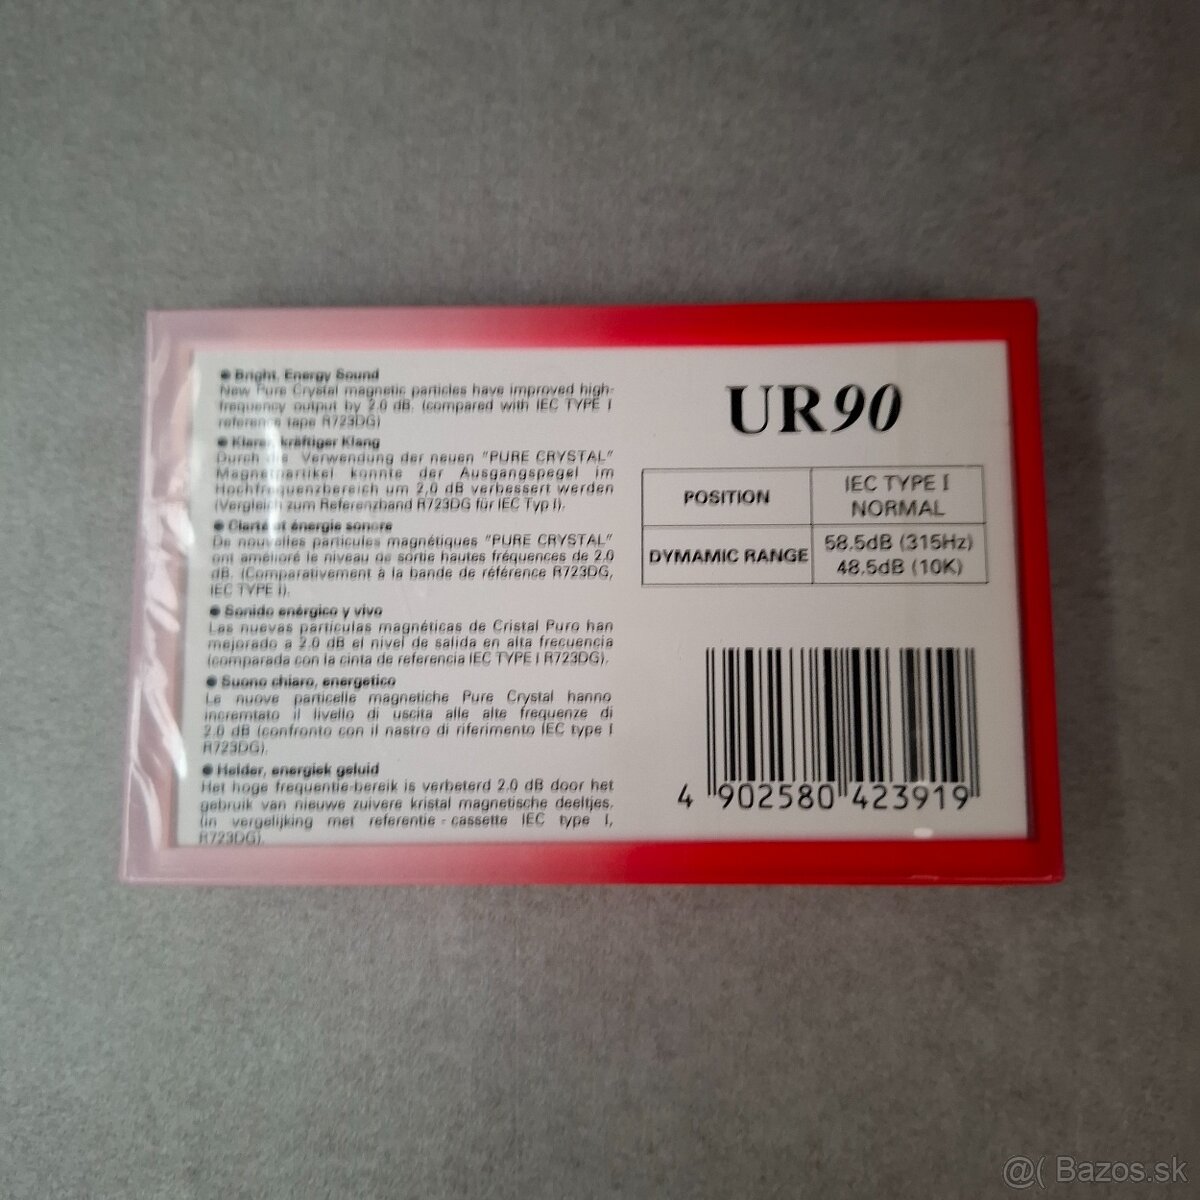 ● Bright, Energy Sound
New Pure Crystal magnetic particles have improved high-
frequency output by 2.0 dB. (compared with IEC TYPE I
reference tape R723DG)
● Klarer, kräftiger Klang
Durch die Verwendung der neuen "PURE CRYSTAL"
Magnetpartikel konnte der Ausgangspegel im
Hochfrequenzbereich um 2,0 dB verbessert werden
(Vergleich zum Referenzband R723DG für IEC Typ I).
● Clarté et énergie sonore
De nouvelles particules magnétiques "PURE CRYSTAL"
ont amélioré le niveau de sortie hautes fréquences de 2.0
dB. (Comparativement à la bande de référence R723DG,
IEC TYPE I).
● Sonido enérgico y vivo
Las nuevas particulas magnéticas de Cristal Puro han
mejorado a 2.0 dB el nivel de salida en alta frecuencia
(comparada con la cinta de referencia IEC TYPE I R723DG).
● Suono chiaro, energetico
Le nuove particelle magnetiche Pure Crystal hanno
incremtato il livello di uscita alle alte frequenze di
2.0 dB (confronto con il nastro di riferimento IEC type I
R723DG).
● Helder, energiek geluid
Het hoge frequentie-bereik is verbeterd 2.0 dB door het
gebruik van nieuwe zuivere kristal magnetische deeltjes.
(in vergelijking met referentie-cassette IEC type I,
R723DG).
UR90
POSITION
IEC TYPE I
NORMAL
DYMAMIC RANGE
58.5dB (315Hz)
48.5dB (10K)
4 902580 423919
@( Bazos.sk